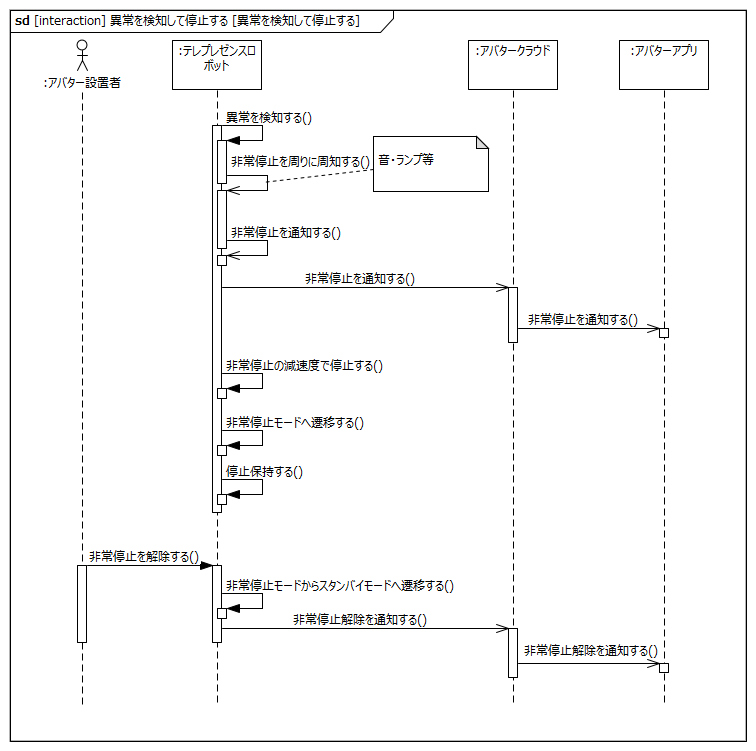 sd [interaction] 異常を検知して停止する [異常を検知して停止する]
:アバター設置者
:テレプレゼンスロ
ボット
:アバタークラウド
:アバターアプリ
異常を検知する()
非常停止を周りに周知する()
音・ランプ等
非常停止を通知する()
非常停止を通知する()
非常停止を通知する()
非常停止の減速度で停止する()
非常停止モードへ遷移する()
停止保持する()
非常停止を解除する()
非常停止モードからスタンバイモードへ遷移する()
非常停止解除を通知する()
非常停止解除を通知する()